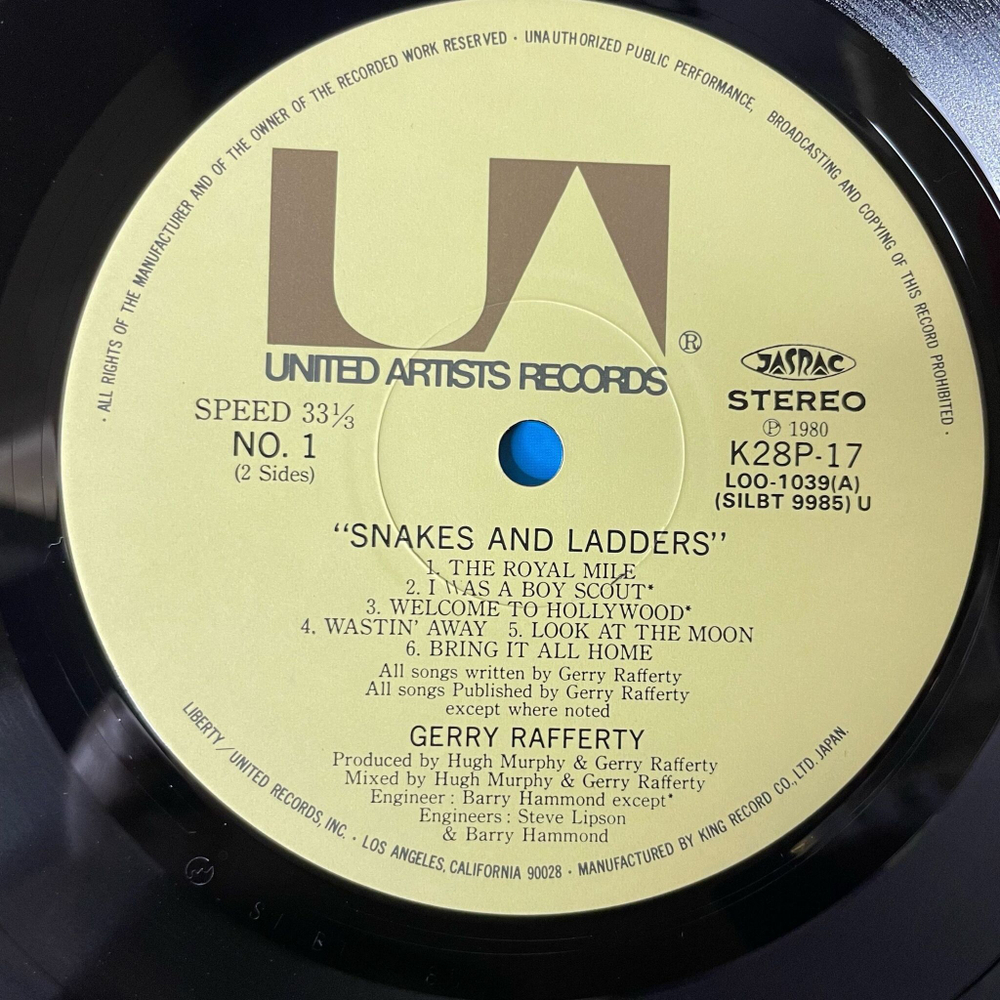 · ALL RIGHTS OF THE MANUFACTURER AND OF THE OWNER OF THE RECORDED WORK RESERVED · UNAUTHORIZED PUBLIC PERFORMANCE, BROADCASTING AND COPYING OF THIS RECORD PROHIBITED ·
UA
®
UNITED ARTISTS RECORDS
SPEED 33⅓
NO. 1
(2 Sides)
JASRAC
STEREO
℗ 1980
K28P-17
LOO-1039(A)
(SILBT 9985) U
“SNAKES AND LADDERS”
1. THE ROYAL MILE
2. I WAS A BOY SCOUT*
3. WELCOME TO HOLLYWOOD*
4. WASTIN' AWAY 5. LOOK AT THE MOON
6. BRING IT ALL HOME
All songs written by Gerry Rafferty
All songs Published by Gerry Rafferty
except where noted
GERRY RAFFERTY
Produced by Hugh Murphy & Gerry Rafferty
Mixed by Hugh Murphy & Gerry Rafferty
Engineer : Barry Hammond except*
Engineers : Steve Lipson
& Barry Hammond
LIBERTY/UNITED RECORDS, INC. · LOS ANGELES, CALIFORNIA 90028 · MANUFACTURED BY KING RECORD CO., LTD. JAPAN.